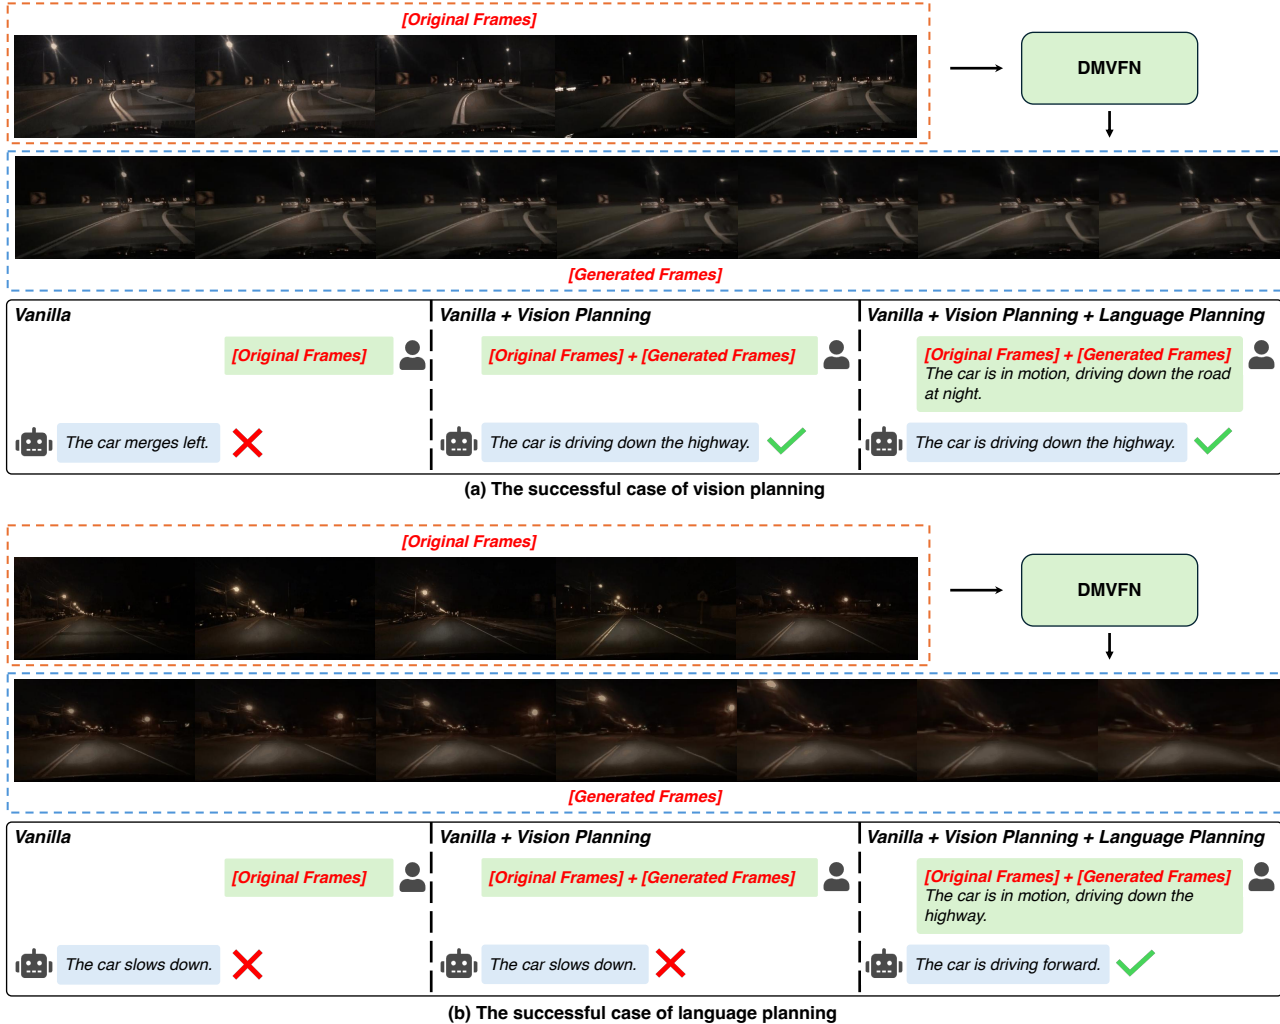 [Original Frames]
DMVFN
[Generated Frames]
Vanilla
[Original Frames]
The car merges left.
Vanilla + Vision Planning
[Original Frames] + [Generated Frames]
The car is driving down the highway.
Vanilla + Vision Planning + Language Planning
[Original Frames] + [Generated Frames]
The car is in motion, driving down the road
at night.
The car is driving down the highway.
(a) The successful case of vision planning
[Original Frames]
DMVFN
[Generated Frames]
Vanilla
[Original Frames]
The car slows down.
Vanilla + Vision Planning
[Original Frames] + [Generated Frames]
The car slows down.
Vanilla + Vision Planning + Language Planning
[Original Frames] + [Generated Frames]
The car is in motion, driving down the
highway.
The car is driving forward.
(b) The successful case of language planning